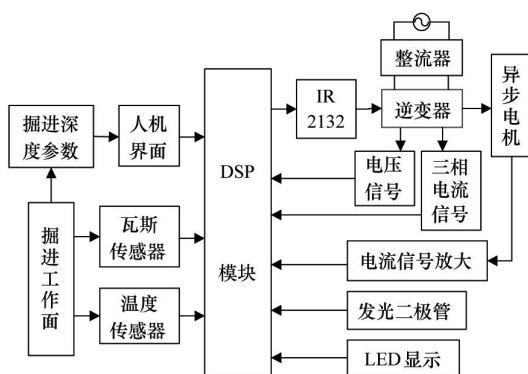 整流器
异
步
电
机
IR
2132
逆变器
掘进深
度参数
人机
界面
DSP
模块
电压
信号
三相
电流
信号
掘
进
工
作
面
瓦斯
传感器
电流信号放大
温度
传感器
发光二极管
LED显示